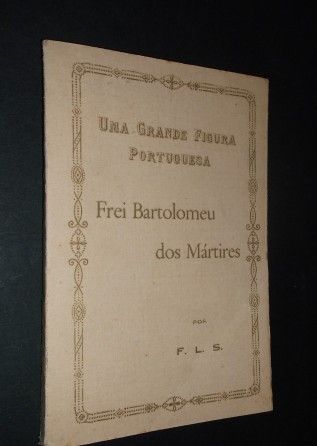 UMA GRANDE FIGURA
PORTUGUESA
Frei Bartolomeu
dos Mártires
POR
F. L. S.